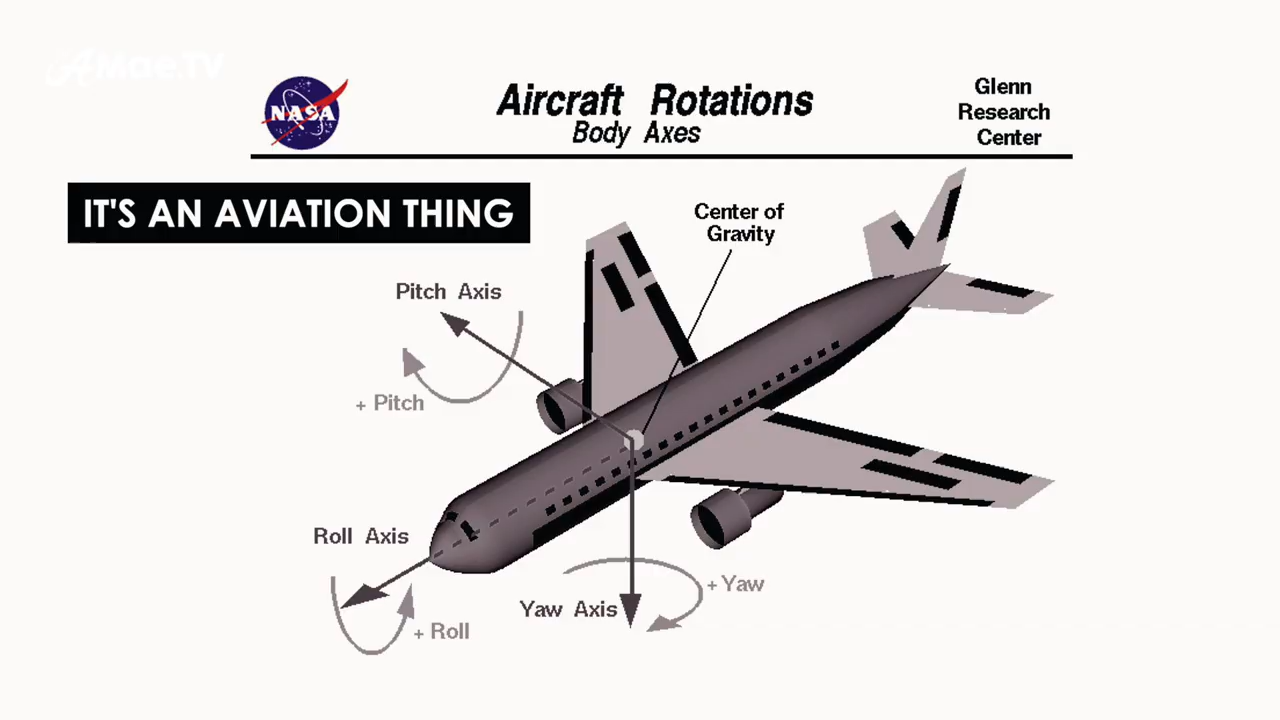 AMae.TV
NASA
Aircraft Rotations
Body Axes
Glenn
Research
Center
IT'S AN AVIATION THING
Center of
Gravity
Pitch Axis
+ Pitch
Roll Axis
+ Roll
Yaw Axis
+ Yaw